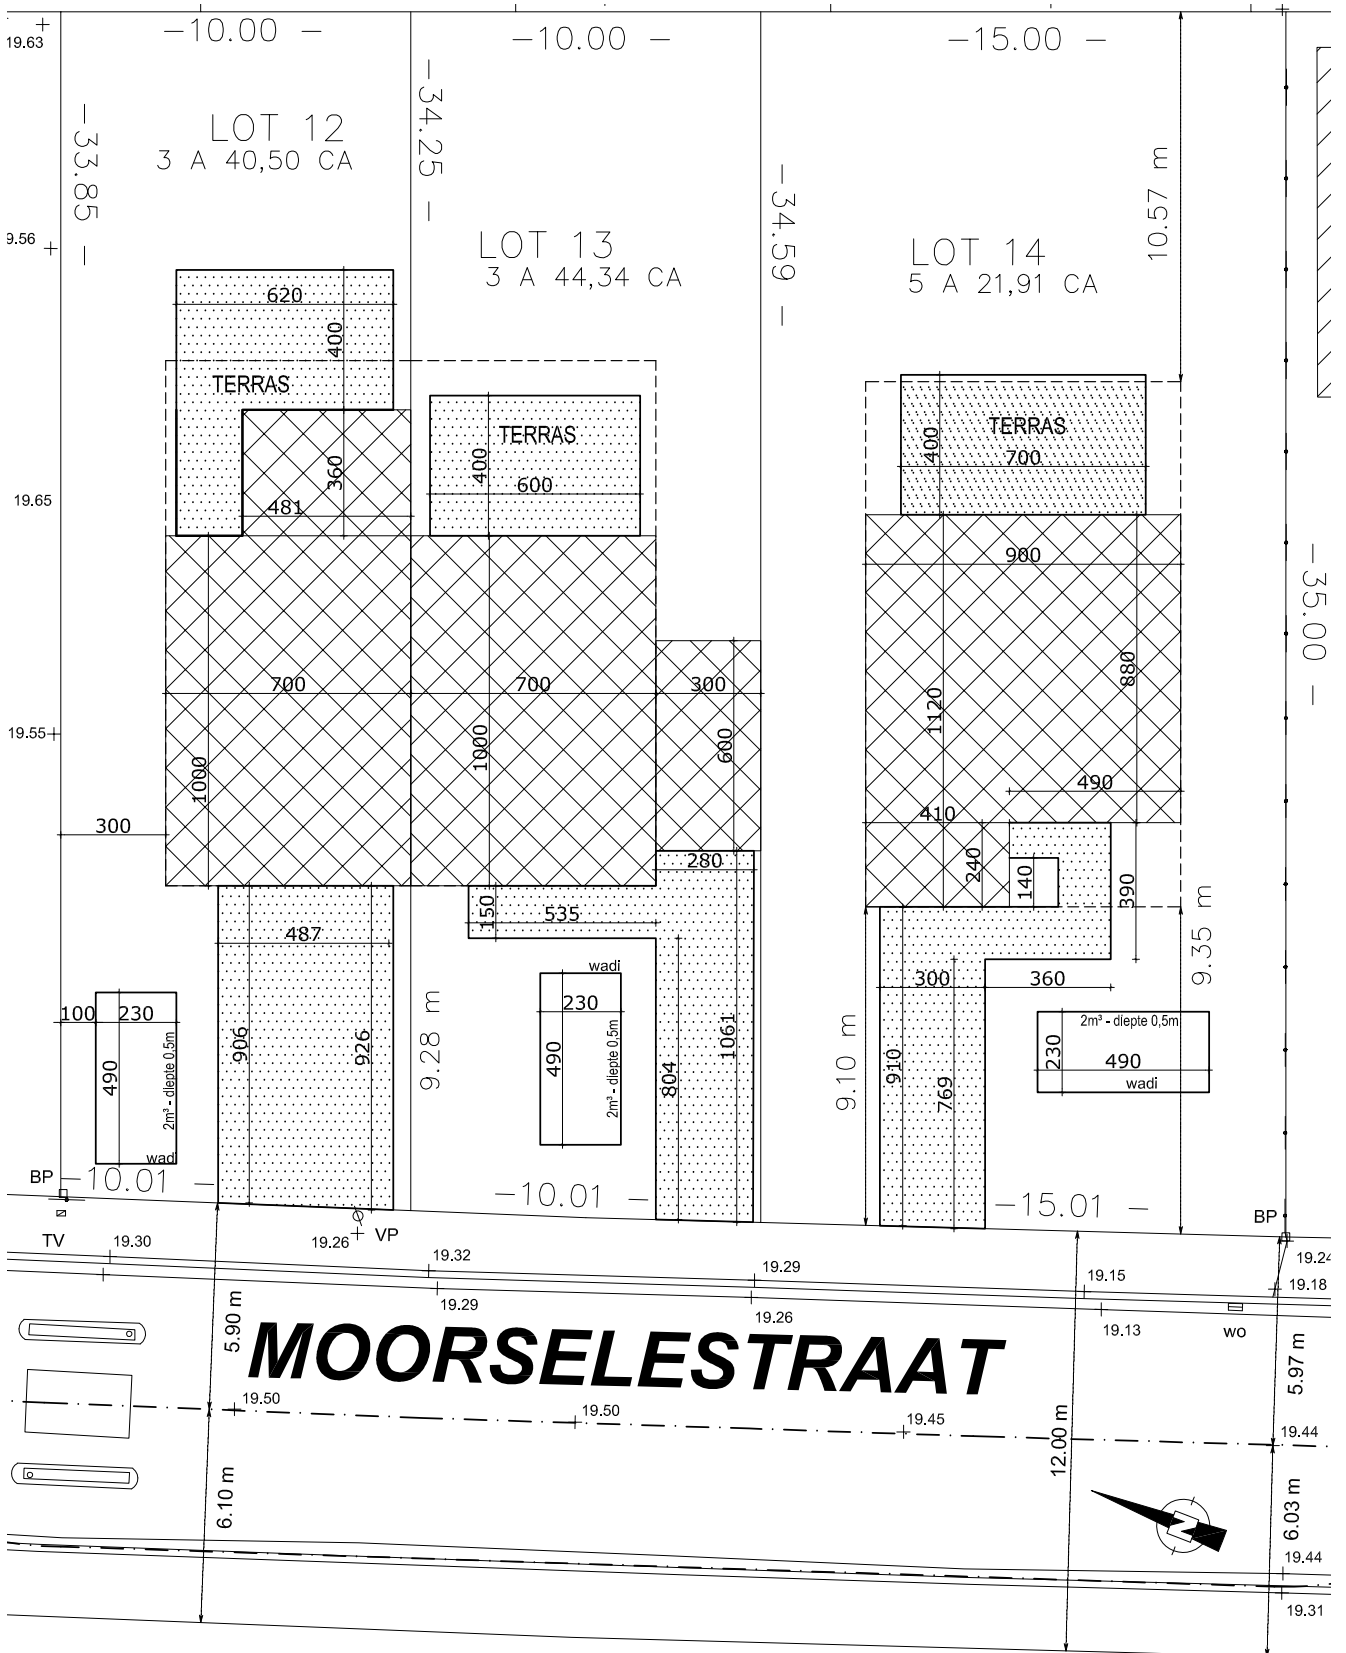 -10.00 -
-10.00 -
-15.00 -
19.63
-33.85 -
-34.25 -
-34.59 -
10.57 m
LOT 12
3 A 40,50 CA
LOT 13
3 A 44,34 CA
LOT 14
5 A 21,91 CA
9.56
620
400
TERRAS
360
481
19.65
TERRAS
400
600
TERRAS
400
700
900
-35.00 -
19.55
700
700
300
1000
1000
600
1120
880
490
410
300
280
240
140
390
150
535
487
9.35 m
300
360
wadi
100
230
490
2m³ - diepte 0,5m
wadi
906
926
9.28 m
230
490
2m³ - diepte 0,5m
804
1061
9.10 m
910
769
2m³ - diepte 0,5m
230
490
wadi
BP
-10.01 -
-10.01 -
-15.01 -
BP
TV
19.30
19.26
VP
19.32
19.29
19.15
19.24
19.18
19.29
19.26
19.13
wo
5.90 m
MOORSELESTRAAT
5.97 m
19.50
19.50
19.45
19.44
12.00 m
6.10 m
N
6.03 m
19.44
19.31